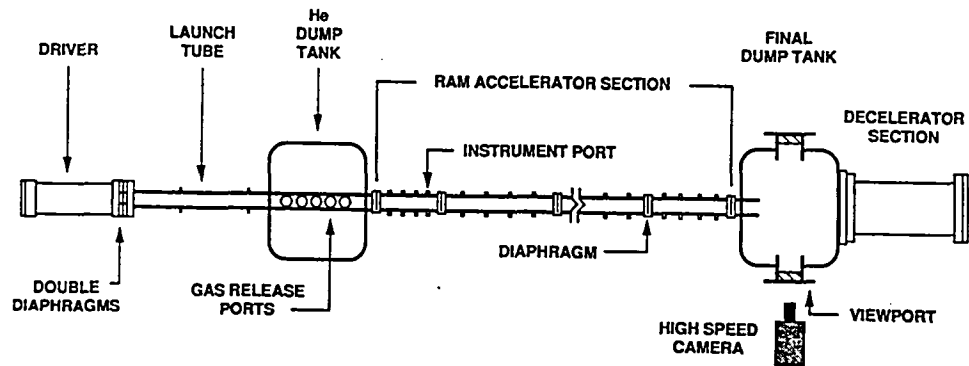 DRIVER
LAUNCH
TUBE
He
DUMP
TANK
RAM ACCELERATOR SECTION
FINAL
DUMP TANK
DECELERATOR
SECTION
INSTRUMENT PORT
DOUBLE
DIAPHRAGMS
GAS RELEASE
PORTS
DIAPHRAGM
HIGH SPEED
CAMERA
VIEWPORT